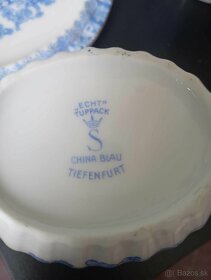 „ECHT"
TUPPACK
S
CHINA BLAU
TIEFENFURT
Bazos.sk